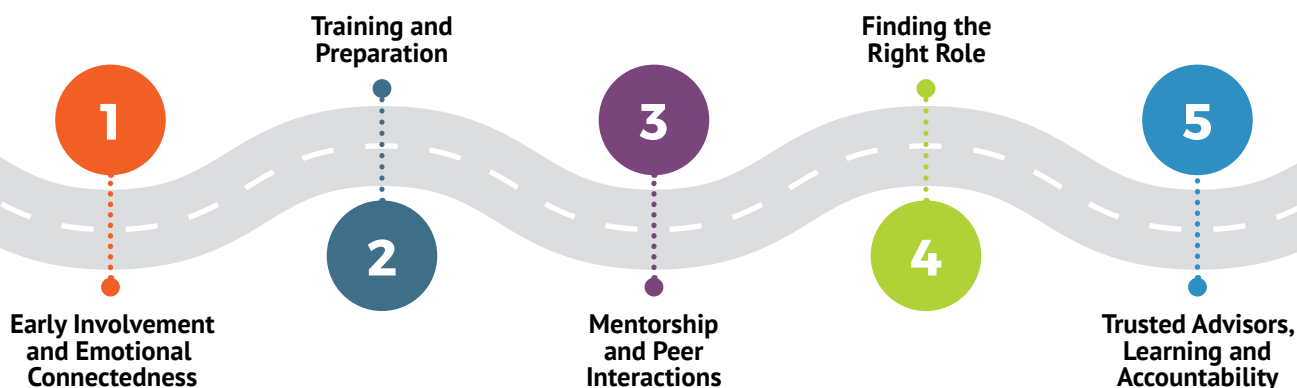 1
Early Involvement
and Emotional
Connectedness
Training and
Preparation
2
3
Mentorship
and Peer
Interactions
Finding the
Right Role
4
5
Trusted Advisors,
Learning and
Accountability